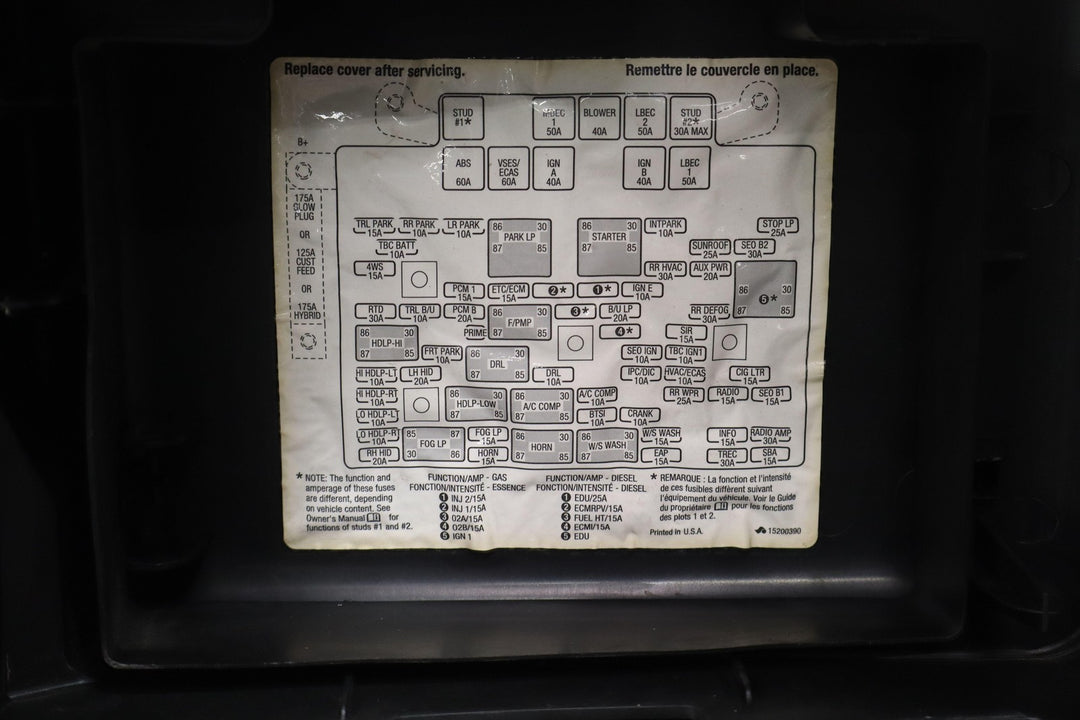 Replace cover after servicing.
Remettre le couvercle en place.
STUD
#1*
MBEC
1
50A
BLOWER
40A
LBEC
2
50A
STUD
#2*
30A MAX
B+
175A
GLOW
PLUG
OR
125A
CUST
FEED
OR
175A
HYBRID
ABS
60A
VSES/
ECAS
60A
IGN
A
40A
IGN
B
40A
LBEC
1
50A
TRL PARK
15A
RR PARK
10A
LR PARK
10A
86 30
PARK LP
87 85
86 30
STARTER
87 85
INTPARK
10A
STOP LP
25A
TBC BATT
10A
SUNROOF
25A
SEO B2
30A
4WS
15A
RR HVAC
30A
AUX PWR
20A
PCM 1
15A
ETC/ECM
15A
2*
1*
IGN E
10A
86 30
5*
87 85
RTD
30A
TRL B/U
10A
PCM B
20A
86 30
F/PMP
87 85
3*
B/U LP
20A
RR DEFOG
30A
PRIME
4*
SIR
15A
86 30
HDLP-HI
87 85
FRT PARK
10A
86 30
DRL
87 85
SEO IGN
10A
TBC IGN1
10A
HI HDLP-LT
10A
LH HID
20A
DRL
10A
IPC/DIC
10A
HVAC/ECAS
10A
CIG LTR
15A
HI HDLP-RT
10A
86 30
HDLP-LOW
87 85
86 30
A/C COMP
87 85
A/C COMP
10A
RR WPR
25A
RADIO
15A
SEO B1
15A
LO HDLP-LT
10A
BTSI
10A
CRANK
10A
LO HDLP-R
10A
85 87
FOG LP
30 86
FOG LP
15A
86 30
HORN
87 85
86 30
W/S WASH
87 85
W/S WASH
15A
INFO
15A
RADIO AMP
30A
RH HID
20A
HORN
15A
EAP
15A
TREC
30A
SBA
15A
* NOTE: The function and
amperage of these fuses
are different, depending
on vehicle content. See
Owner's Manual for
functions of studs #1 and #2.
FUNCTION/AMP - GAS
FONCTION/INTENSITÉ - ESSENCE
1 INJ 2/15A
2 INJ 1/15A
3 02A/15A
4 02B/15A
5 IGN 1
FUNCTION/AMP - DIESEL
FONCTION/INTENSITÉ - DIESEL
1 EDU/25A
2 ECMRPV/15A
3 FUEL HT/15A
4 ECMI/15A
5 EDU
* REMARQUE : La fonction et l'intensité
de ces fusibles diffèrent suivant
l'équipement du véhicule. Voir le Guide
du propriétaire pour les fonctions
des plots 1 et 2.
Printed in U.S.A.
15200390